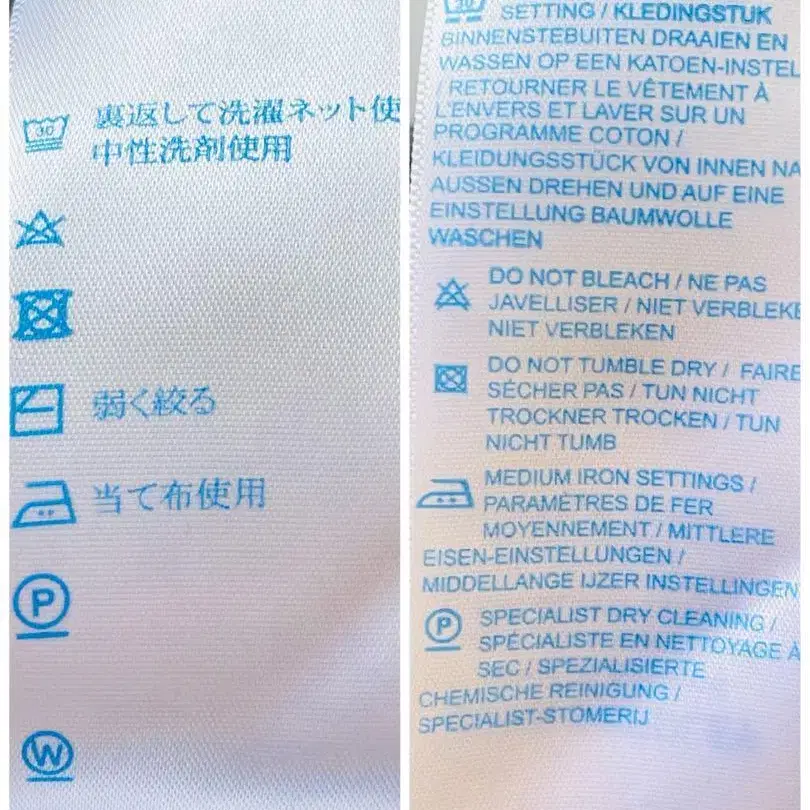 30
裏返して洗濯ネット使
中性洗剤使用
弱く絞る
当て布使用
P
W
30
SETTING / KLEDINGSTUK
BINNENSTEBUITEN DRAAIEN EN
WASSEN OP EEN KATOEN-INSTEL
/ RETOURNER LE VÊTEMENT À
L'ENVERS ET LAVER SUR UN
PROGRAMME COTON /
KLEIDUNGSSTÜCK VON INNEN NA
AUSSEN DREHEN UND AUF EINE
EINSTELLUNG BAUMWOLLE
WASCHEN
DO NOT BLEACH / NE PAS
JAVELLISER / NIET VERBLEKE
NIET VERBLEKEN
DO NOT TUMBLE DRY / FAIRE
SÉCHER PAS / TUN NICHT
TROCKNER TROCKEN / TUN
NICHT TUMB
MEDIUM IRON SETTINGS /
PARAMÈTRES DE FER
MOYENNEMENT / MITTLERE
EISEN-EINSTELLUNGEN /
MIDDELLANGE IJZER INSTELLINGEN
P
SPECIALIST DRY CLEANING /
SPÉCIALISTE EN NETTOYAGE À
SEC / SPEZIALISIERTE
CHEMISCHE REINIGUNG /
SPECIALIST-STOMERIJ